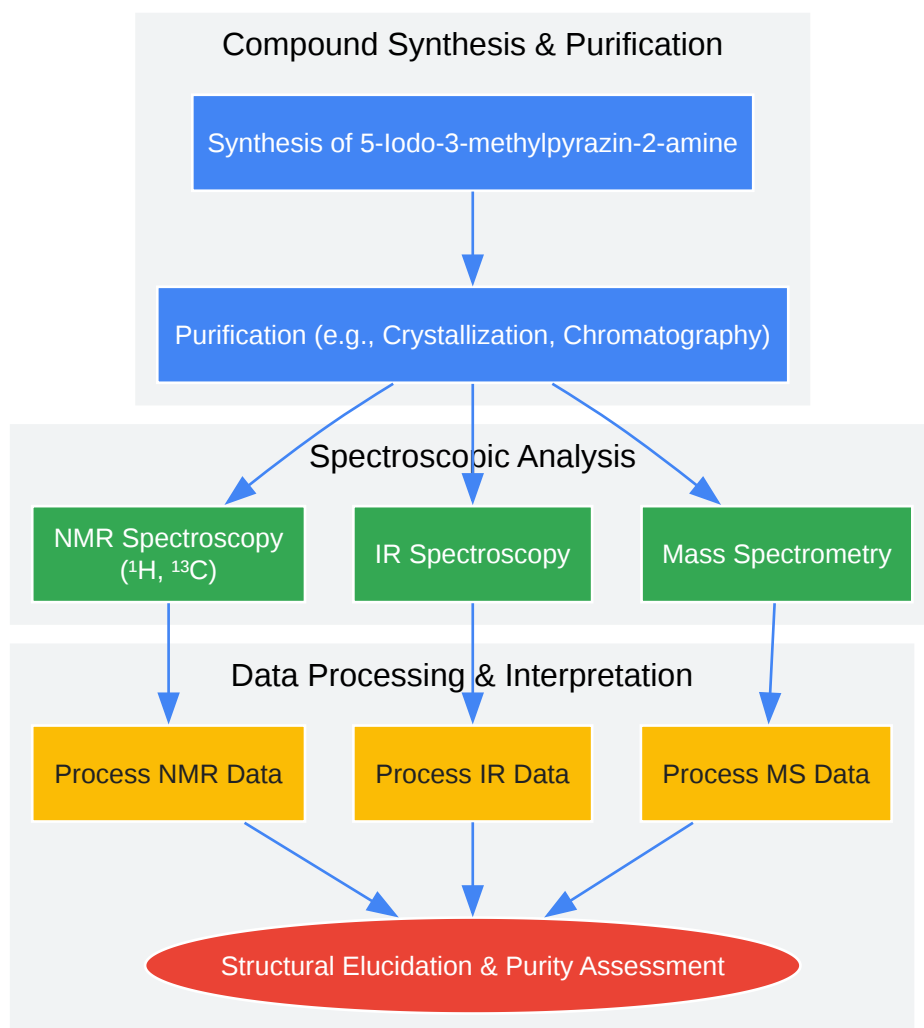 Compound Synthesis & Purification
Synthesis of 5-Iodo-3-methylpyrazin-2-amine
Purification (e.g., Crystallization, Chromatography)
Spectroscopic Analysis
NMR Spectroscopy
(¹H, ¹³C)
IR Spectroscopy
Mass Spectrometry
Data Processing & Interpretation
Process NMR Data
Process IR Data
Process MS Data
Structural Elucidation & Purity Assessment